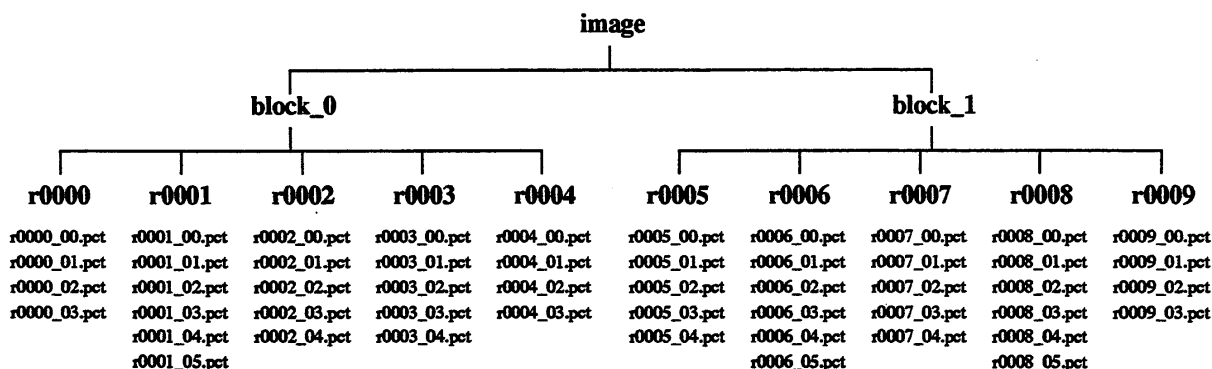 image
block_0 block_1
r0000 r0001 r0002 r0003 r0004 r0005 r0006 r0007 r0008 r0009
r0000_00.pct r0001_00.pct r0002_00.pct r0003_00.pct r0004_00.pct r0005_00.pct r0006_00.pct r0007_00.pct r0008_00.pct r0009_00.pct
r0000_01.pct r0001_01.pct r0002_01.pct r0003_01.pct r0004_01.pct r0005_01.pct r0006_01.pct r0007_01.pct r0008_01.pct r0009_01.pct
r0000_02.pct r0001_02.pct r0002_02.pct r0003_02.pct r0004_02.pct r0005_02.pct r0006_02.pct r0007_02.pct r0008_02.pct r0009_02.pct
r0000_03.pct r0001_03.pct r0002_03.pct r0003_03.pct r0004_03.pct r0005_03.pct r0006_03.pct r0007_03.pct r0008_03.pct r0009_03.pct
r0001_04.pct r0002_04.pct r0003_04.pct r0005_04.pct r0006_04.pct r0007_04.pct r0008_04.pct
r0001_05.pct r0006_05.pct r0008_05.pct